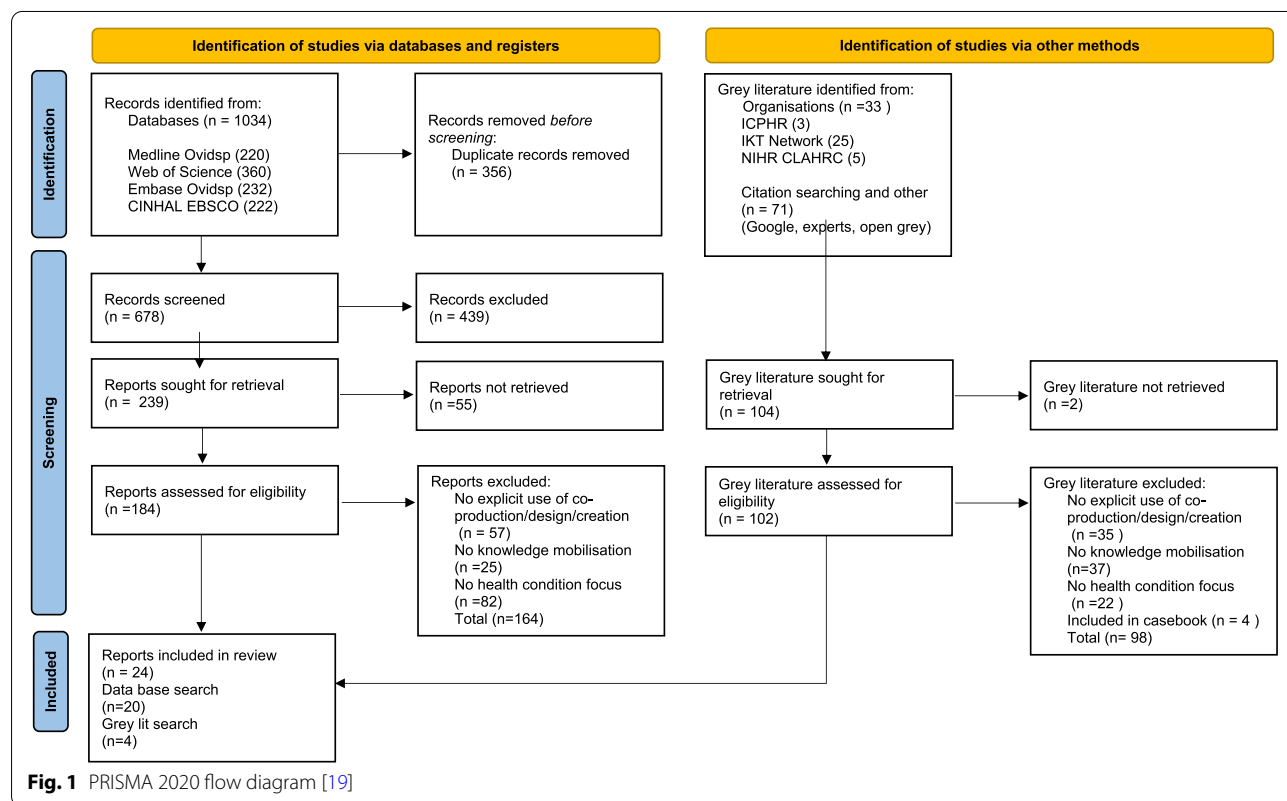 Identification of studies via databases and registers
Identification of studies via other methods
Identification
Records identified from:
Databases (n = 1034)
Medline Ovidsp (220)
Web of Science (360)
Embase Ovidsp (232)
CINHAL EBSCO (222)
Records removed before
screening:
Duplicate records removed
(n = 356)
Grey literature identified from:
Organisations (n =33 )
ICPHR (3)
IKT Network (25)
NIHR CLAHRC (5)
Citation searching and other
(n = 71)
(Google, experts, open grey)
Screening
Records screened
(n = 678)
Records excluded
(n = 439)
Reports sought for retrieval
(n = 239)
Reports not retrieved
(n =55)
Grey literature sought for
retrieval
(n = 104)
Grey literature not retrieved
(n =2)
Reports assessed for eligibility
(n =184)
Reports excluded:
No explicit use of co-
production/design/creation
(n = 57)
No knowledge mobilisation
(n =25)
No health condition focus
(n =82)
Total (n=164)
Grey literature assessed for
eligibility
(n = 102)
Grey literature excluded:
No explicit use of co-
production/design/creation
(n =35 )
No knowledge mobilisation
(n=37)
No health condition focus
(n =22 )
Included in casebook (n = 4 )
Total (n= 98)
Included
Reports included in review
(n = 24)
Data base search
(n=20)
Grey lit search
(n=4)
Fig. 1 PRISMA 2020 flow diagram [19]